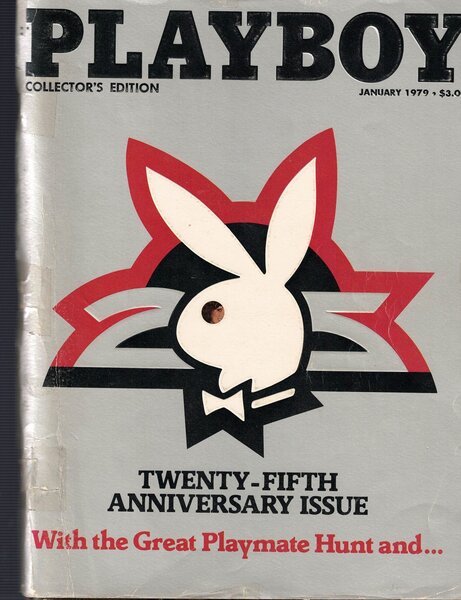 PLAYBOY
COLLECTOR'S EDITION
JANUARY 1979 • $3.0
TWENTY-FIFTH
ANNIVERSARY ISSUE
With the Great Playmate Hunt and...